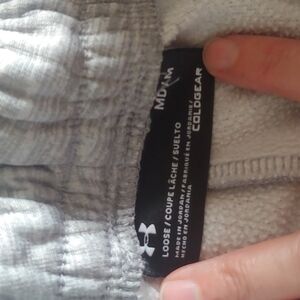 MD/M
COLDGEAR
LOOSE / COUPE LÂCHE / SUELTO
MADE IN JORDAN / FABRIQUÉ EN JORDANIE /
HECHO EN JORDANIA